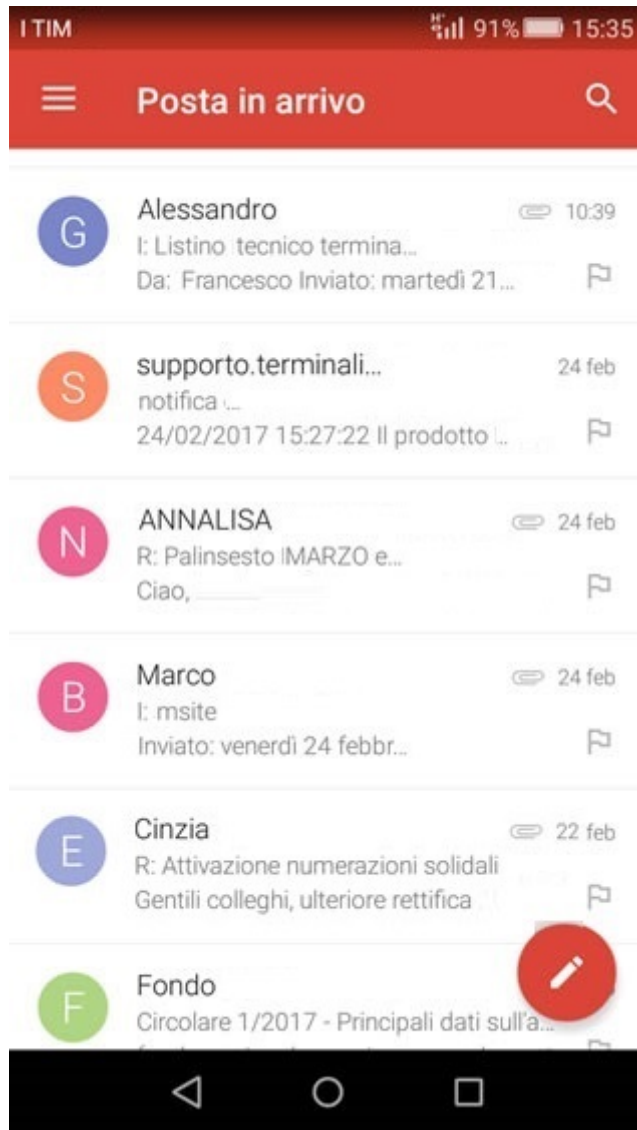 I TIM 91% 15:35
Posta in arrivo
G Alessandro 10:39
I: Listino tecnico termina...
Da: Francesco Inviato: martedì 21...
S supporto.terminali... 24 feb
notifica ...
24/02/2017 15:27:22 Il prodotto
N ANNALISA 24 feb
R: Palinsesto MARZO e...
Ciao,
B Marco 24 feb
I: msite
Inviato: venerdì 24 febbr...
E Cinzia 22 feb
R: Attivazione numerazioni solidali
Gentili colleghi, ulteriore rettifica
F Fondo
Circolare 1/2017 - Principali dati sull'a...